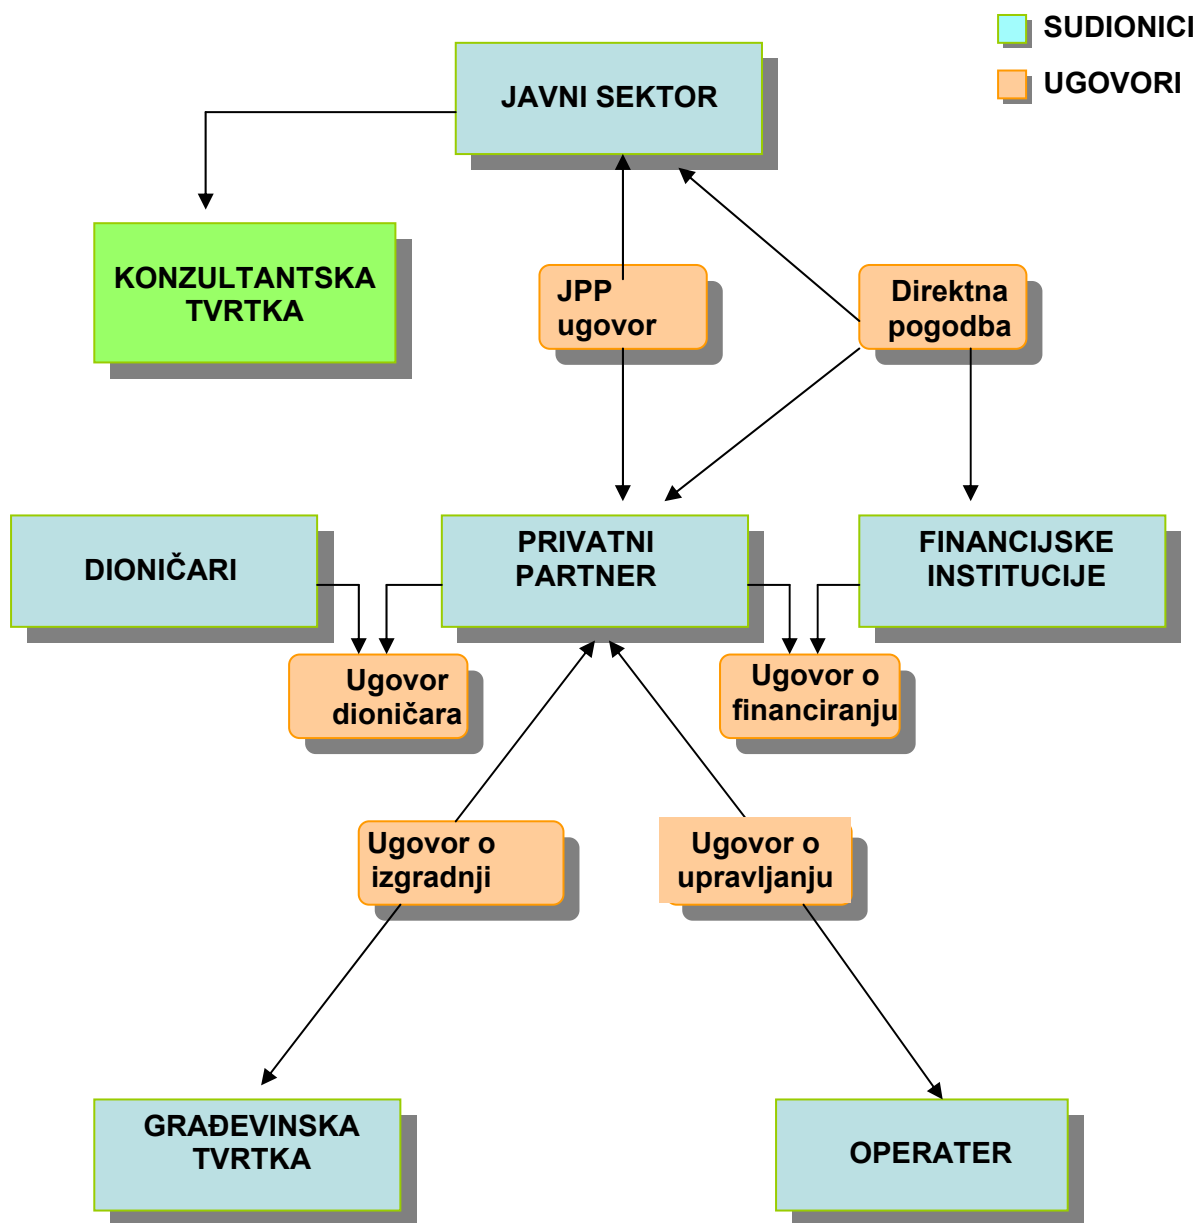 SUDIONICI
UGOVORI
JAVNI SEKTOR
KONZULTANTSKA
TVRTKA
JPP
ugovor
Direktna
pogodba
DIONIČARI
PRIVATNI
PARTNER
FINANCIJSKE
INSTITUCIJE
Ugovor
dioničara
Ugovor o
financiranju
Ugovor o
izgradnji
Ugovor o
upravljanju
GRAĐEVINSKA
TVRTKA
OPERATER